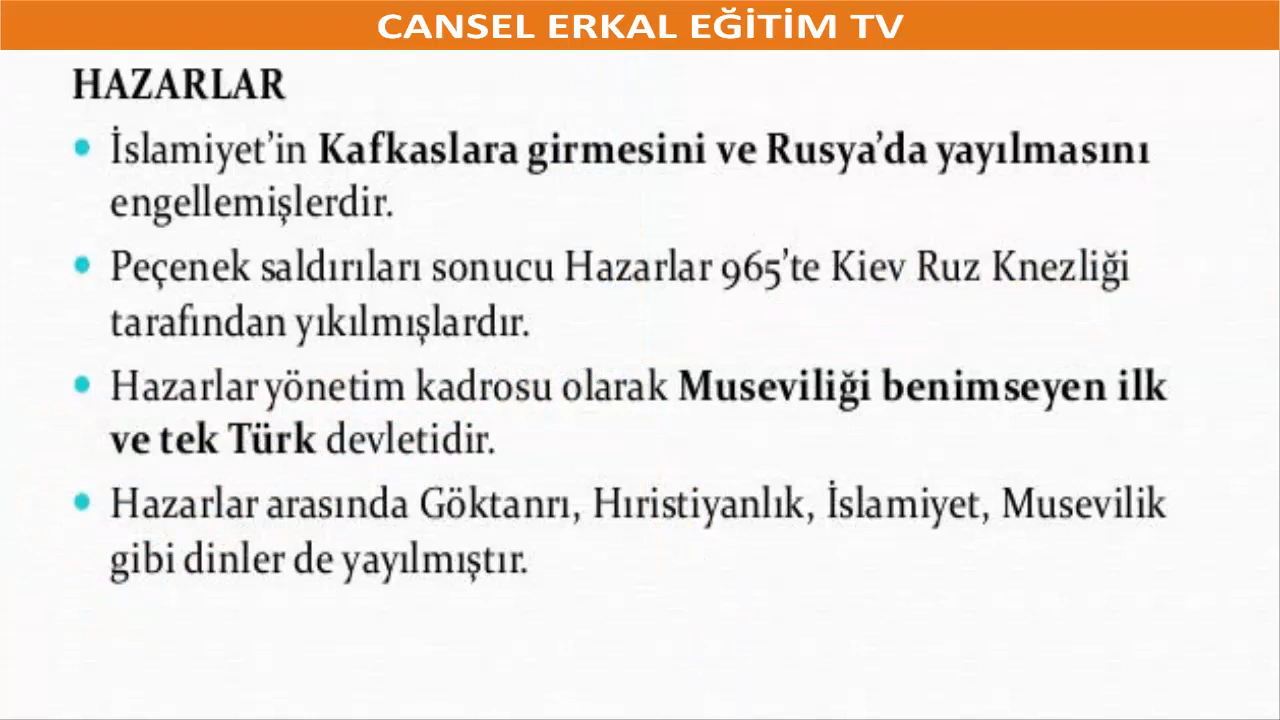 CANSEL ERKAL EĞİTİM TV
HAZARLAR
• İslamiyet’in Kafkaslara girmesini ve Rusya’da yayılmasını
engellemişlerdir.
• Peçenek saldırıları sonucu Hazarlar 965’te Kiev Ruz Knezliği
tarafından yıkılmışlardır.
• Hazarlar yönetim kadrosu olarak Museviliği benimseyen ilk
ve tek Türk devletidir.
• Hazarlar arasında Göktanrı, Hıristiyanlık, İslamiyet, Musevilik
gibi dinler de yayılmıştır.